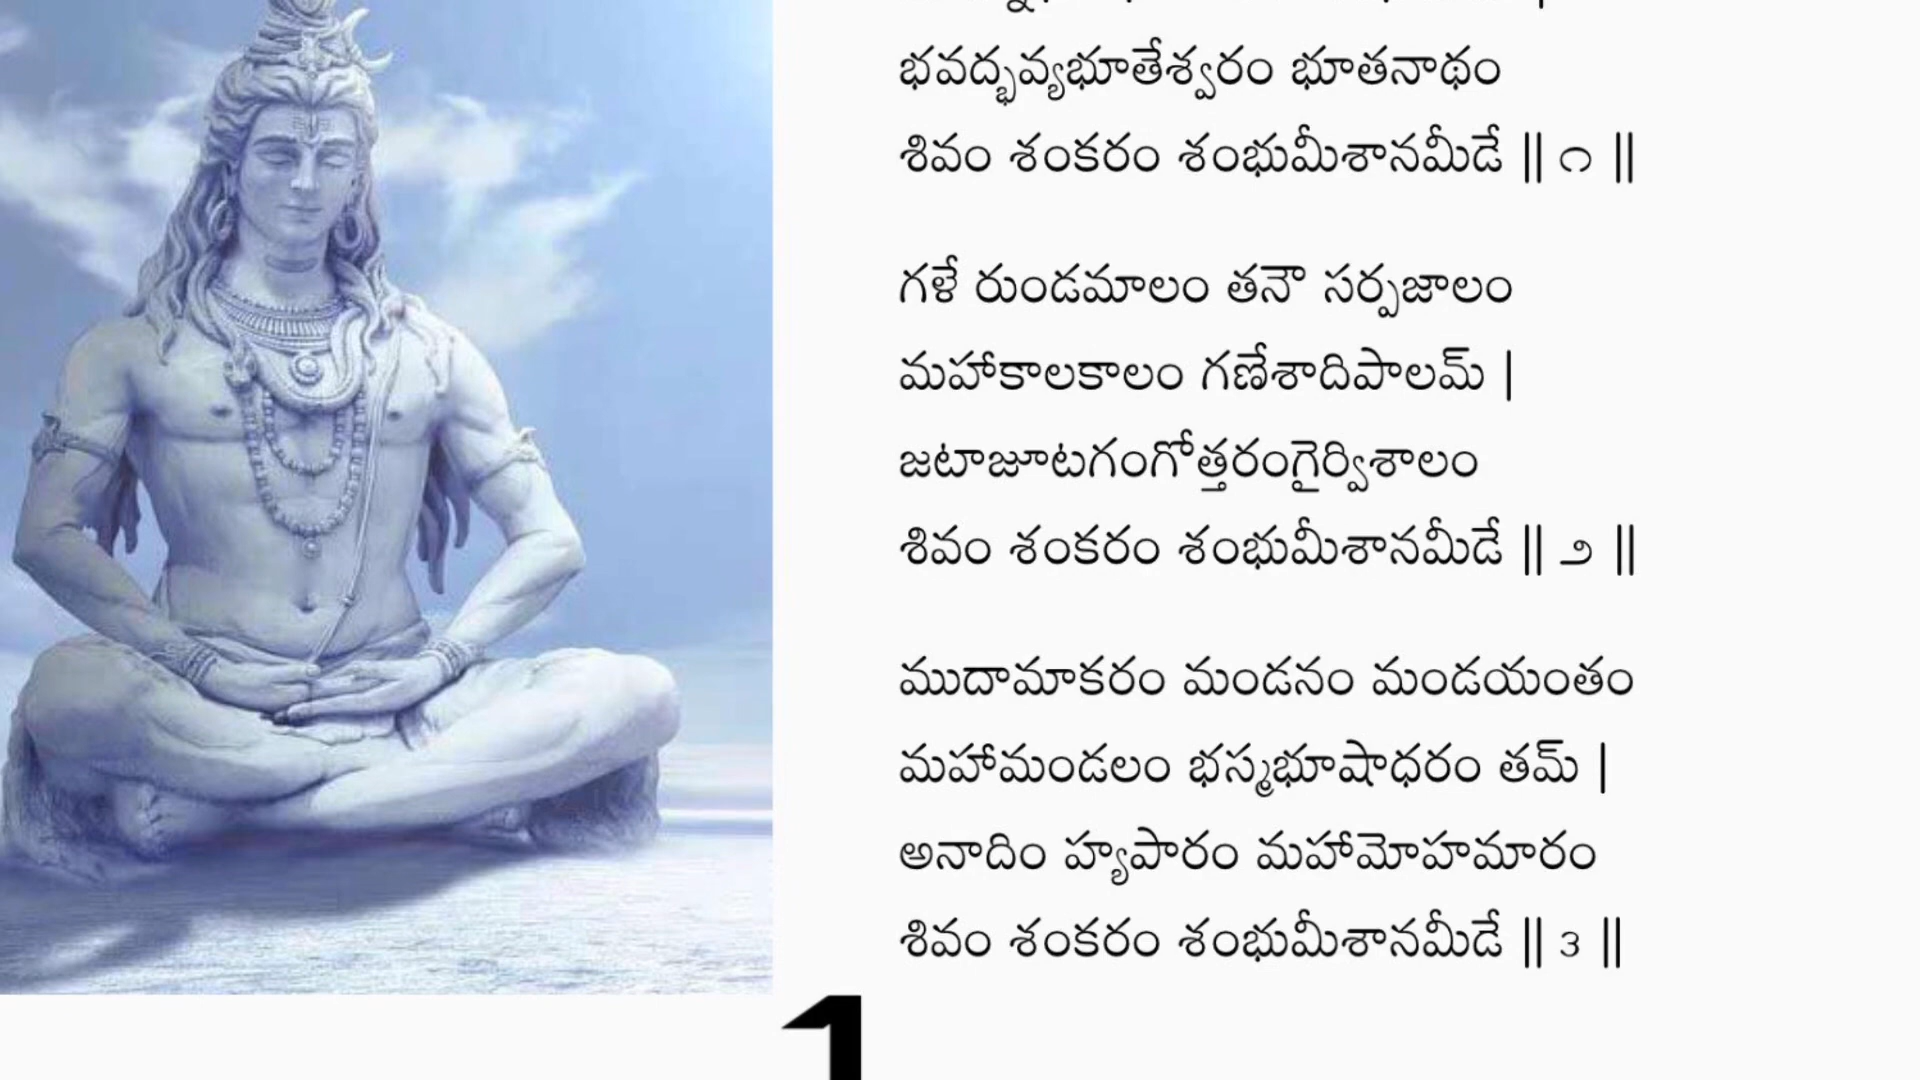 భవద్భవ్యభూతేశ్వరం భూతనాథం
శివం శంకరం శంభుమీశానమీడే || ౧ ||
గళే రుండమాలం తనౌ సర్పజాలం
మహాకాలకాలం గణేశాదిపాలమ్ |
జటాజూటగంగోత్తరంగైర్విశాలం
శివం శంకరం శంభుమీశానమీడే || ౨ ||
ముదామాకరం మండనం మండయంతం
మహామండలం భస్మభూషాధరం తమ్ |
అనాదిం హ్యపారం మహామోహమారం
శివం శంకరం శంభుమీశానమీడే || ౩ ||
1